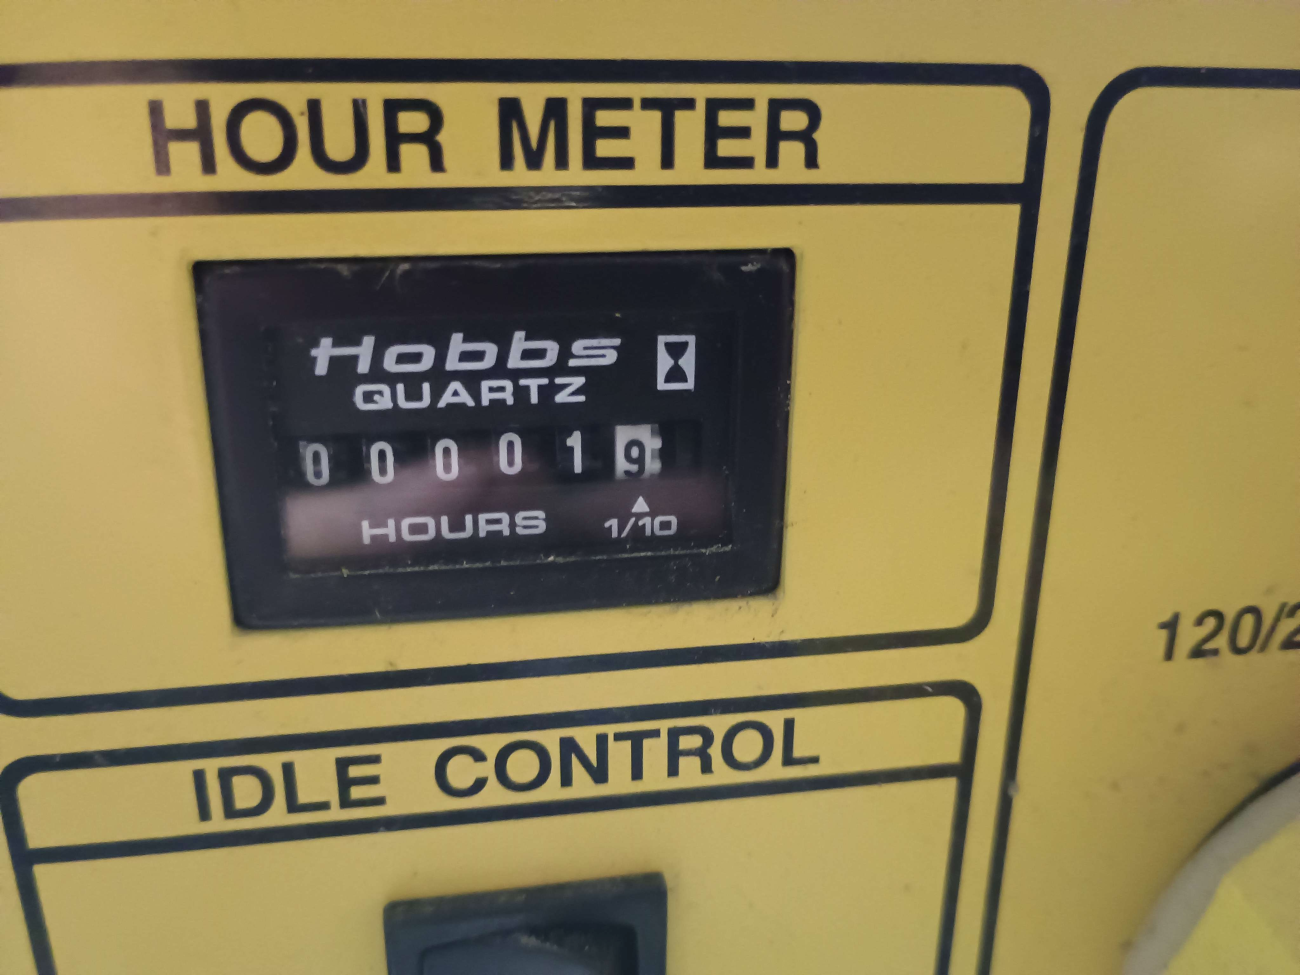 HOUR METER
Hobbs
QUARTZ
000019
HOURS 1/10
120/2
IDLE CONTROL